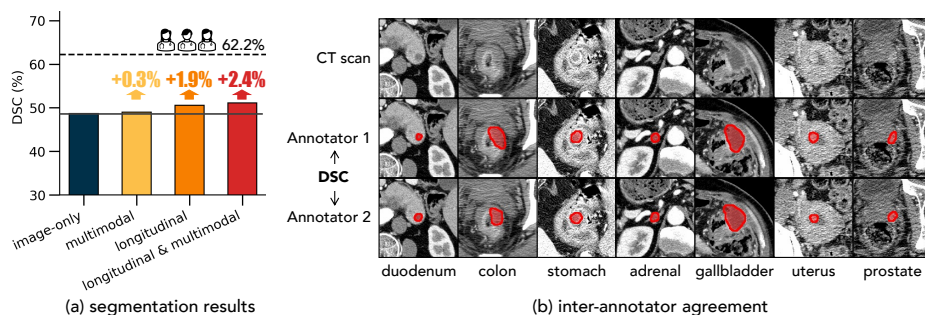 70
60
50
40
30
DSC (%)
62.2%
+0.3%
+1.9%
+2.4%
image-only
multimodal
longitudinal
longitudinal & multimodal
(a) segmentation results
CT scan
Annotator 1
DSC
Annotator 2
duodenum
colon
stomach
adrenal
gallbladder
uterus
prostate
(b) inter-annotator agreement